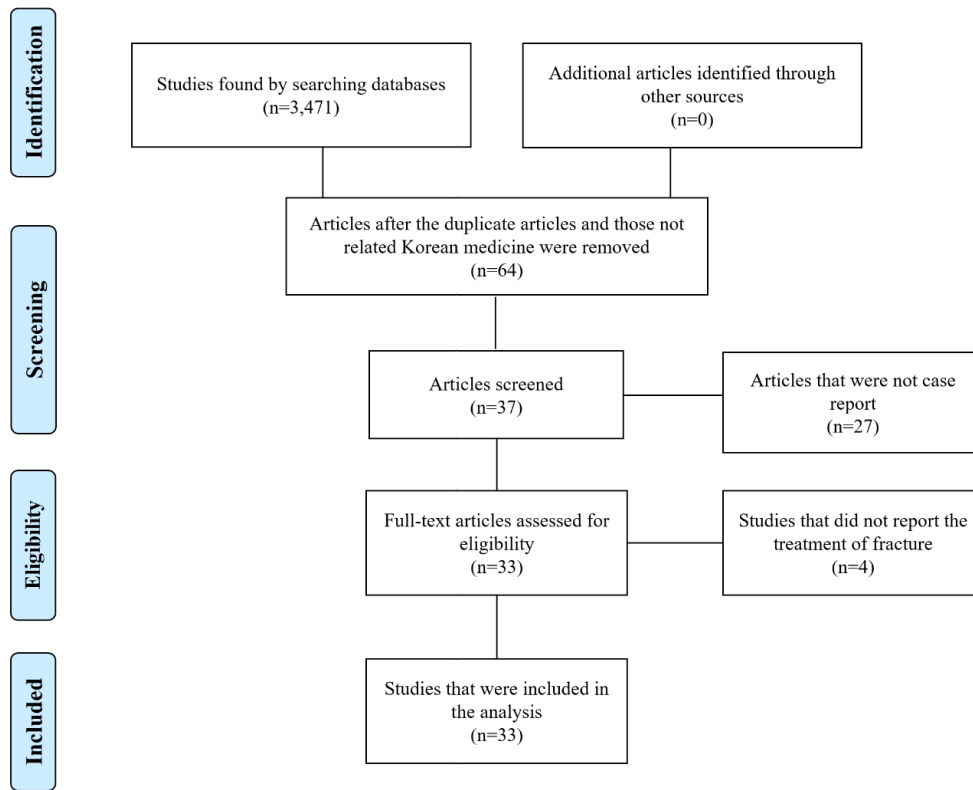 Identification
Studies found by searching databases
(n=3,471)
Additional articles identified through
other sources
(n=0)
Screening
Articles after the duplicate articles and those not
related Korean medicine were removed
(n=64)
Articles screened
(n=37)
Articles that were not case
report
(n=27)
Eligibility
Full-text articles assessed for
eligibility
(n=33)
Studies that did not report the
treatment of fracture
(n=4)
Included
Studies that were included in
the analysis
(n=33)